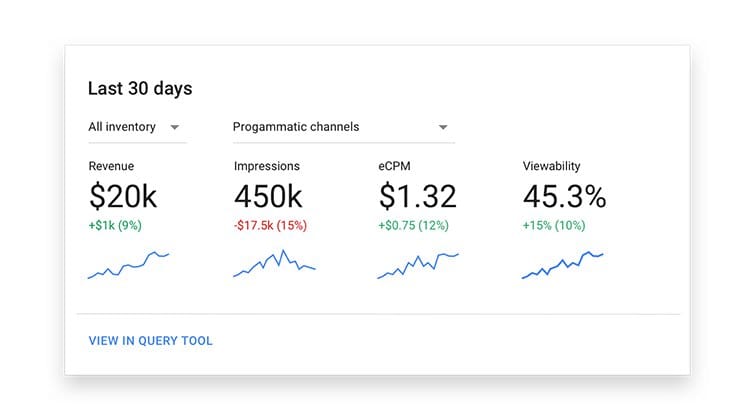 Last 30 days
All inventory Progammatic channels
Revenue Impressions eCPM Viewability
$20k 450k $1.32 45.3%
+$1k (9%) -$17.5k (15%) +$0.75 (12%) +15% (10%)
VIEW IN QUERY TOOL